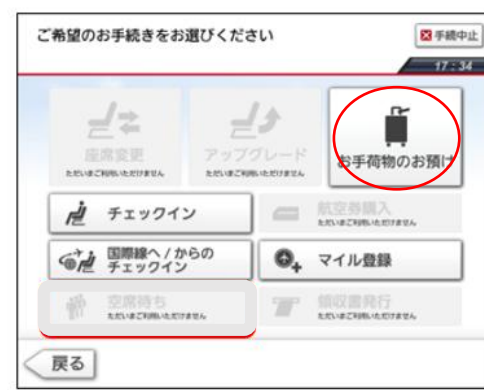 ご希望のお手続きをお選びください
手続中止
17:34
座席変更
ただいまご利用いただけません
アップグレード
ただいまご利用いただけません
お手荷物のお預け
チェックイン
航空券購入
ただいまご利用いただけません
国際線へ / からの
チェックイン
マイル登録
空席待ち
ただいまご利用いただけません
領収書発行
ただいまご利用いただけません
戻る